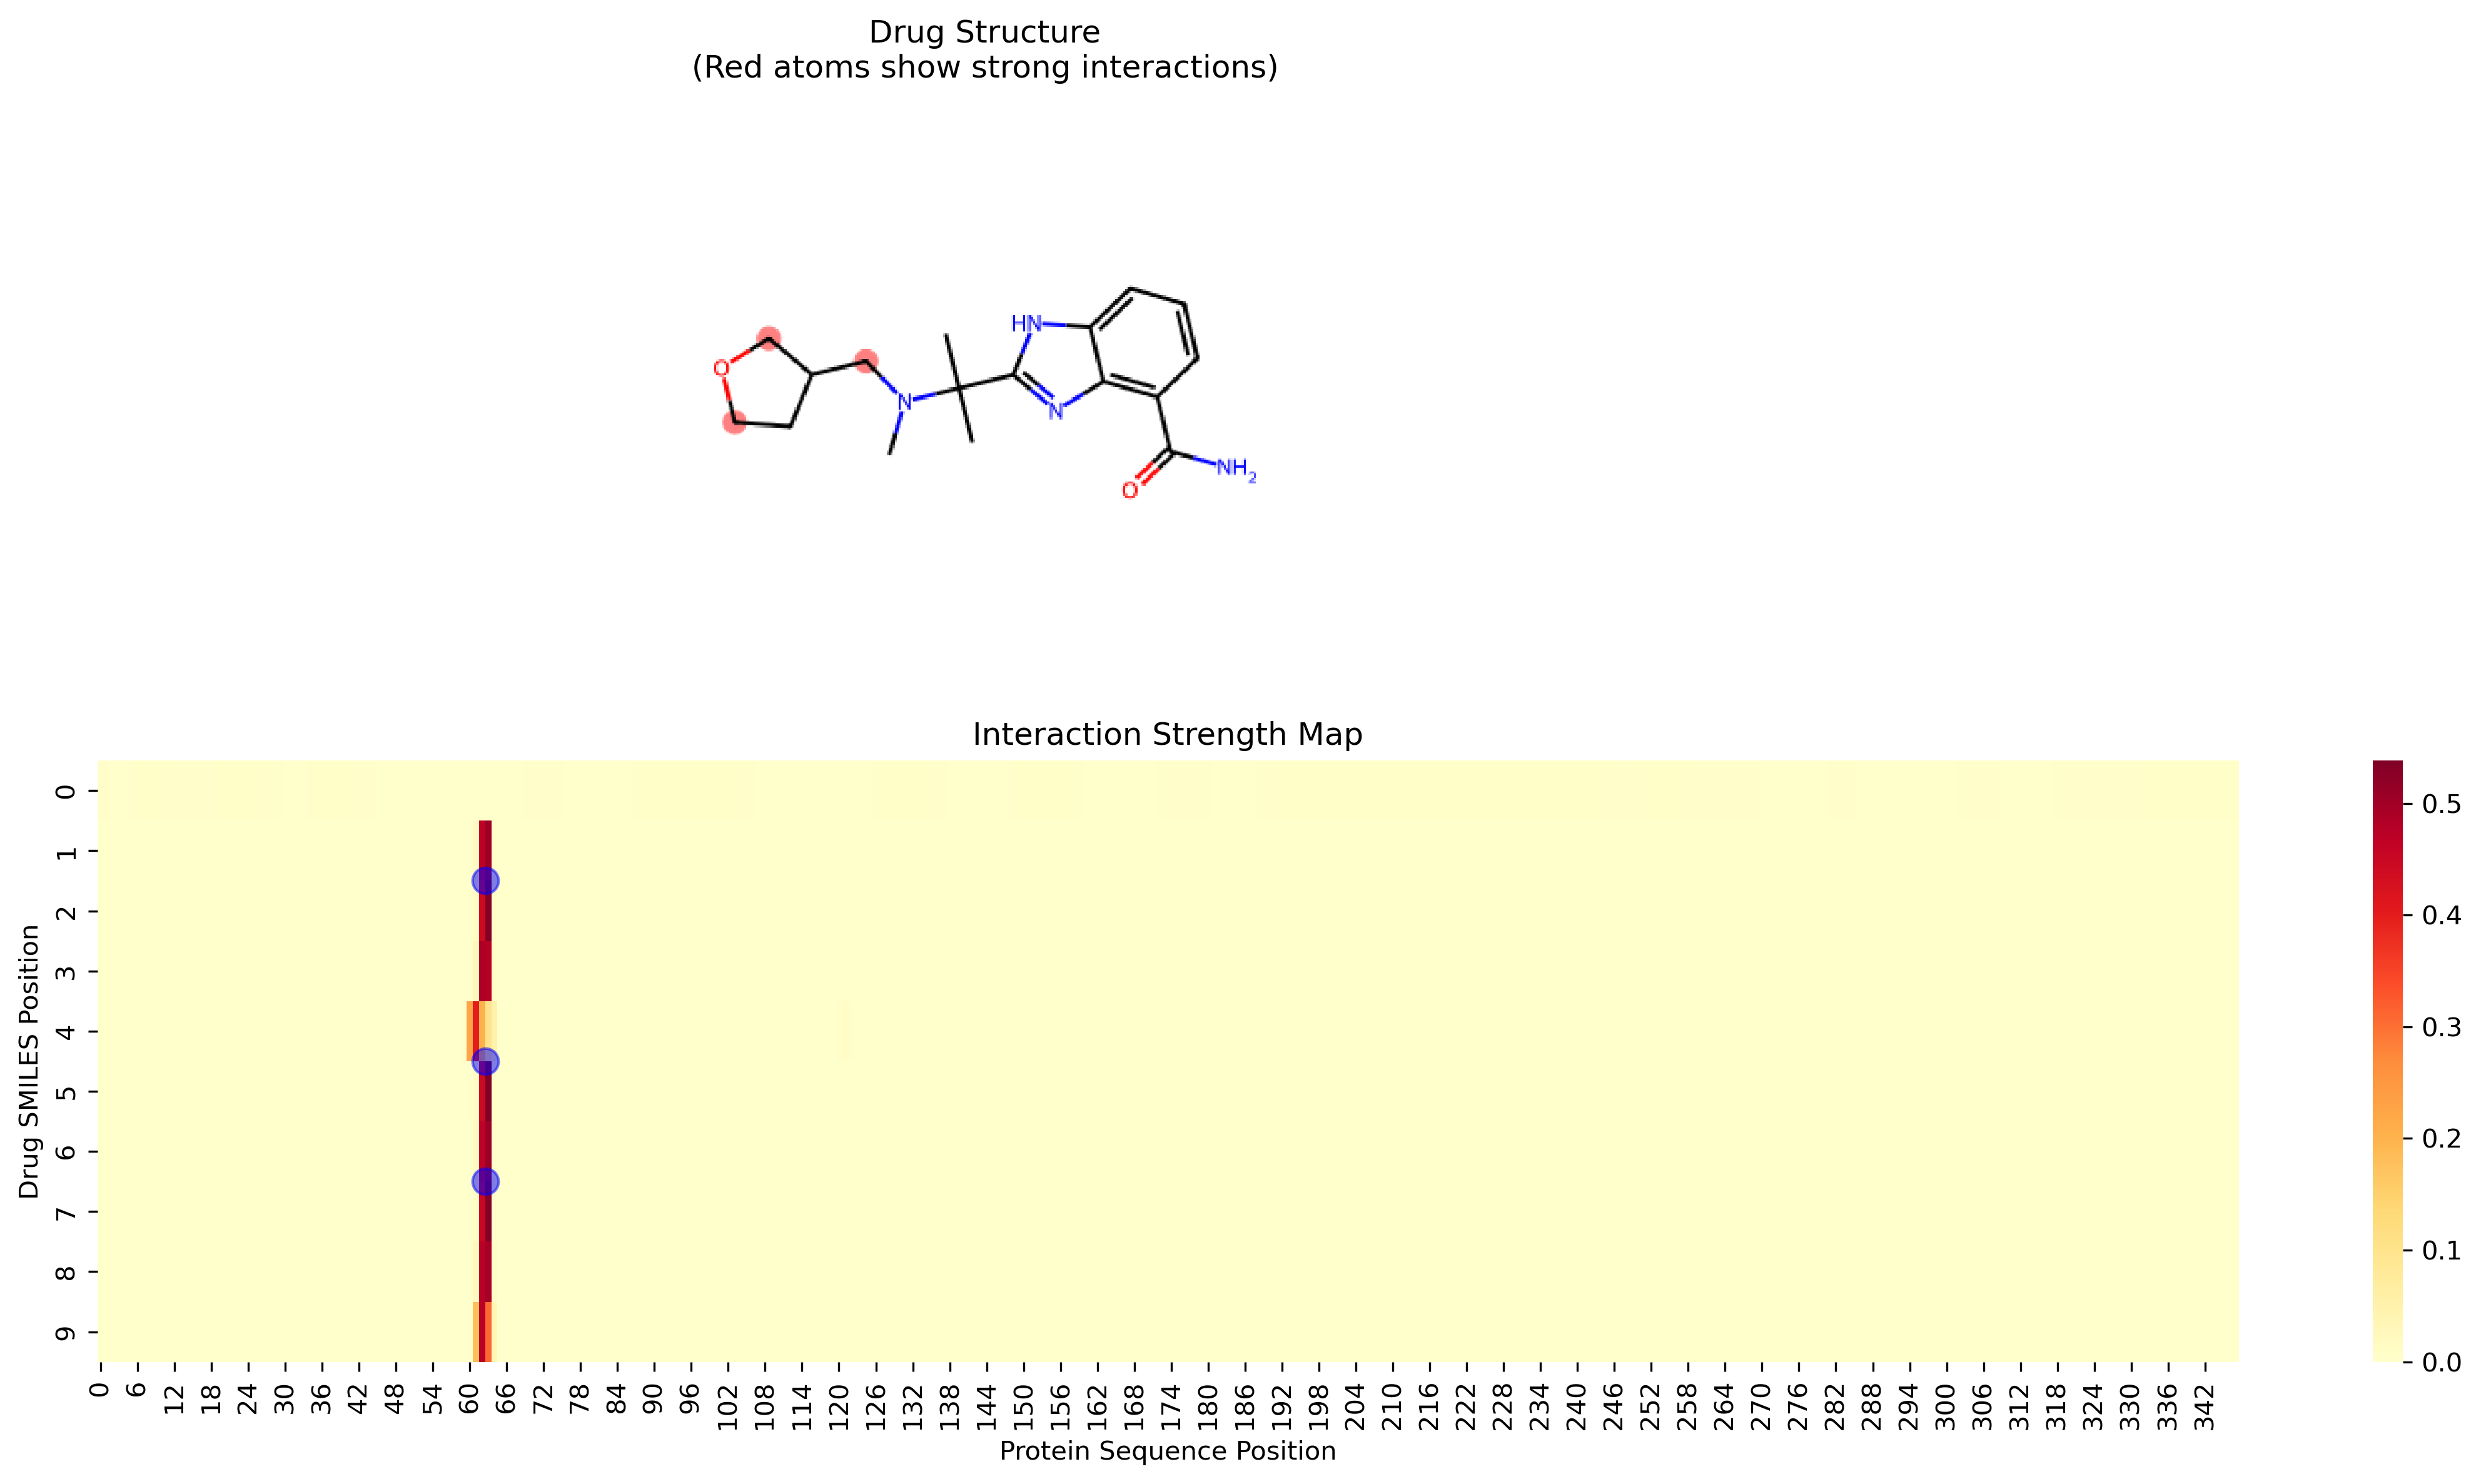 Drug Structure
(Red atoms show strong interactions)
HN
O
N
N
NH2
O
Interaction Strength Map
Drug SMILES Position
0
1
2
3
4
5
6
7
8
9
0 6 12 18 24 30 36 42 48 54 60 66 72 78 84 90 96 102 108 114 120 126 132 138 144 150 156 162 168 174 180 186 192 198 204 210 216 222 228 234 240 246 252 258 264 270 276 282 288 294 300 306 312 318 324 330 336 342
Protein Sequence Position
0.5
0.4
0.3
0.2
0.1
0.0